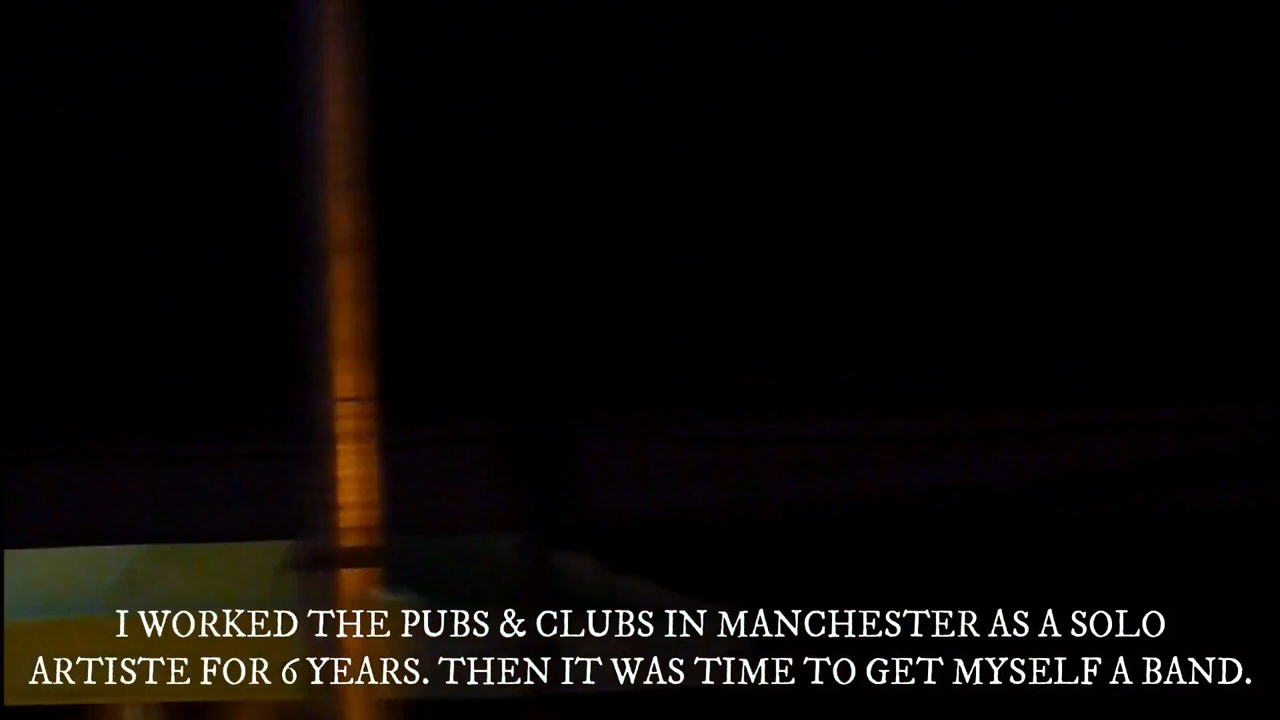 I WORKED THE PUBS & CLUBS IN MANCHESTER AS A SOLO
ARTISTE FOR 6 YEARS. THEN IT WAS TIME TO GET MYSELF A BAND.